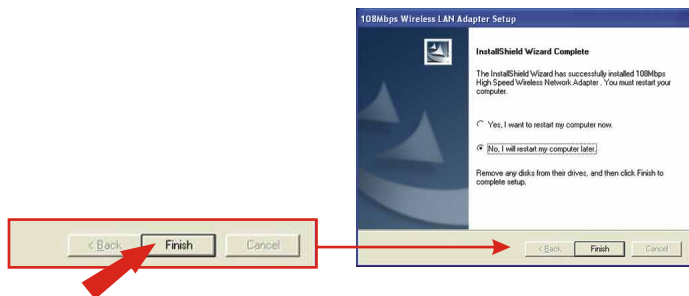 108Mbps Wireless LAN Adapter Setup
InstallShield Wizard Complete
The InstallShield Wizard has successfully installed 108Mbps
High Speed Wireless Network Adapter . You must restart your
computer.
Yes, I want to restart my computer now.
No, I will restart my computer later.
Remove any disks from their drives, and then click Finish to
complete setup.
< Back Finish Cancel
< Back Finish Cancel